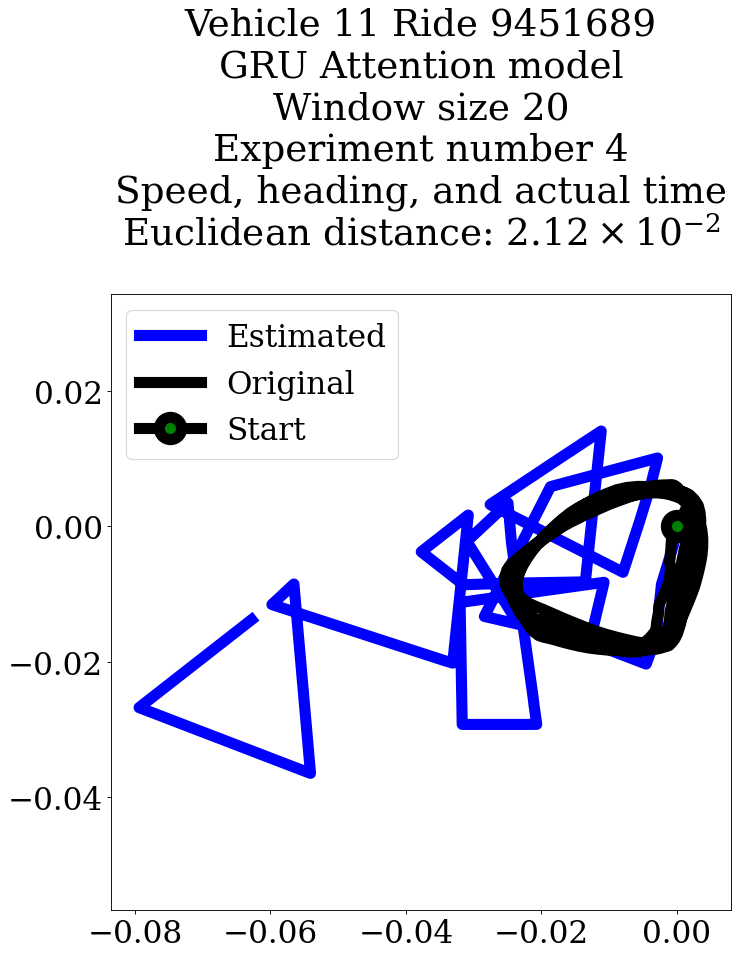 Vehicle 11 Ride 9451689
GRU Attention model
Window size 20
Experiment number 4
Speed, heading, and actual time
Euclidean distance: 2.12 × 10⁻²
Estimated
Original
Start
0.02
0.00
−0.02
−0.04
−0.08
−0.06
−0.04
−0.02
0.00